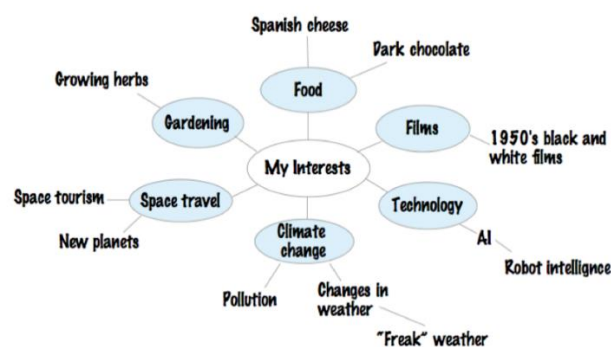 Spanish cheese
Dark chocolate
Growing herbs
Food
Gardening
Films
1950's black and
white films
My Interests
Space tourism
Space travel
Technology
New planets
Climate
change
AI
Robot intellignce
Pollution
Changes in
weather
"Freak" weather